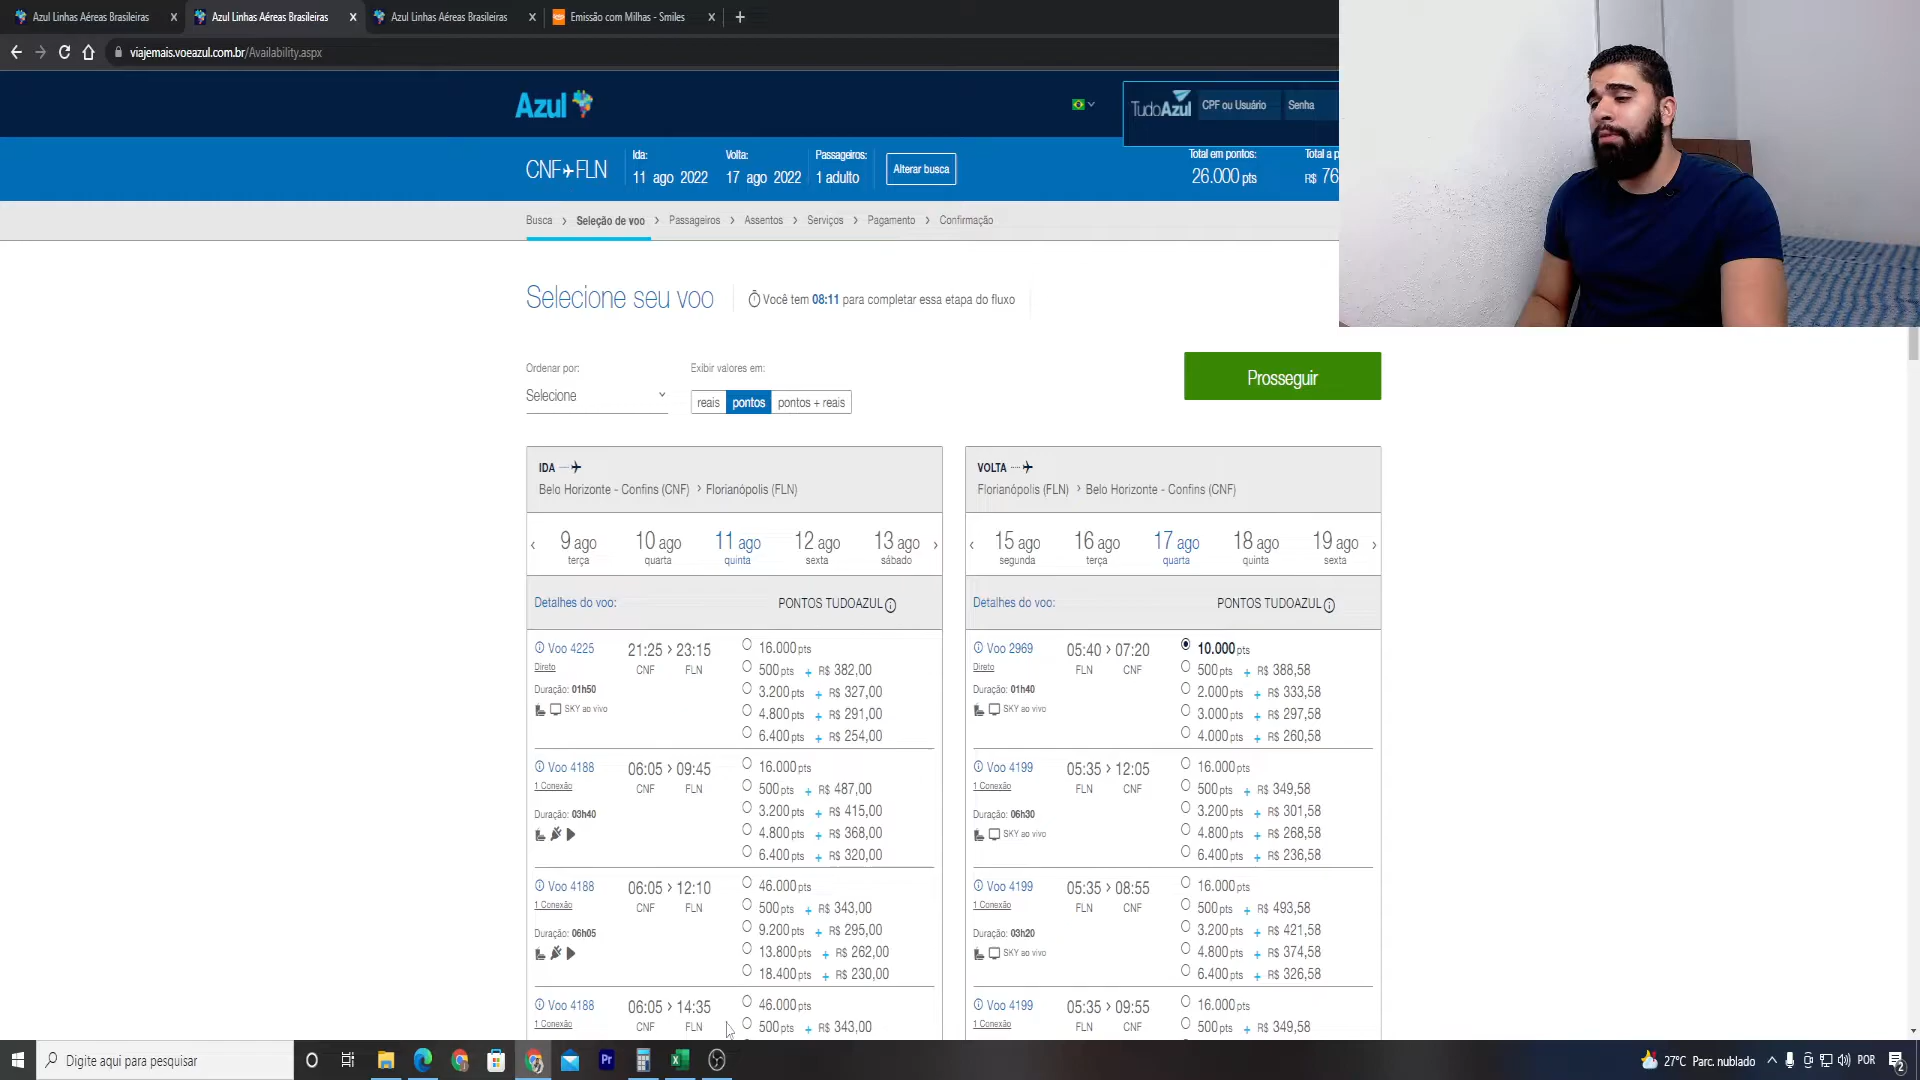 Azul Linhas Aéreas Brasileiras
Azul Linhas Aéreas Brasileiras
Azul Linhas Aéreas Brasileiras
Emissão com Milhas - Smiles
viajemais.voeazul.com.br/Availability.aspx
Azul
TudoAzul
CPF ou Usuário
Senha
CNF FLN
Ida:
11 ago 2022
Volta:
17 ago 2022
Passageiros:
1 adulto
Alterar busca
Total em pontos:
26.000 pts
Total a p
R$ 76
Busca > Seleção de voo > Passageiros > Assentos > Serviços > Pagamento > Confirmação
Selecione seu voo
Você tem 08:11 para completar essa etapa do fluxo
Ordenar por:
Selecione
Exibir valores em:
reais pontos pontos + reais
Prosseguir
IDA
Belo Horizonte - Confins (CNF) > Florianópolis (FLN)
9 ago 10 ago 11 ago 12 ago 13 ago
terça quarta quinta sexta sábado
Detalhes do voo:
PONTOS TUDOAZUL
Voo 4225 21:25 > 23:15 16.000 pts
Direto CNF FLN 500 pts + R$ 382,00
Duração: 01h50 3.200 pts + R$ 327,00
SKY ao vivo 4.800 pts + R$ 291,00
6.400 pts + R$ 254,00
Voo 4188 06:05 > 09:45 16.000 pts
1 Conexão CNF FLN 500 pts + R$ 487,00
Duração: 03h40 3.200 pts + R$ 415,00
4.800 pts + R$ 368,00
6.400 pts + R$ 320,00
Voo 4188 06:05 > 12:10 46.000 pts
1 Conexão CNF FLN 500 pts + R$ 343,00
Duração: 06h05 9.200 pts + R$ 295,00
13.800 pts + R$ 262,00
18.400 pts + R$ 230,00
Voo 4188 06:05 > 14:35 46.000 pts
1 Conexão CNF FLN 500 pts + R$ 343,00
VOLTA
Florianópolis (FLN) > Belo Horizonte - Confins (CNF)
15 ago 16 ago 17 ago 18 ago 19 ago
segunda terça quarta quinta sexta
Detalhes do voo:
PONTOS TUDOAZUL
Voo 2969 05:40 > 07:20 10.000 pts
Direto FLN CNF 500 pts + R$ 388,58
Duração: 01h40 2.000 pts + R$ 333,58
SKY ao vivo 3.000 pts + R$ 297,58
4.000 pts + R$ 260,58
Voo 4199 05:35 > 12:05 16.000 pts
1 Conexão FLN CNF 500 pts + R$ 349,58
Duração: 06h30 3.200 pts + R$ 301,58
SKY ao vivo 4.800 pts + R$ 268,58
6.400 pts + R$ 236,58
Voo 4199 05:35 > 08:55 16.000 pts
1 Conexão FLN CNF 500 pts + R$ 493,58
Duração: 03h20 3.200 pts + R$ 421,58
SKY ao vivo 4.800 pts + R$ 374,58
6.400 pts + R$ 326,58
Voo 4199 05:35 > 09:55 16.000 pts
1 Conexão FLN CNF 500 pts + R$ 349,58
Digite aqui para pesquisar
Pr
27°C Parc. nublado
POR
2